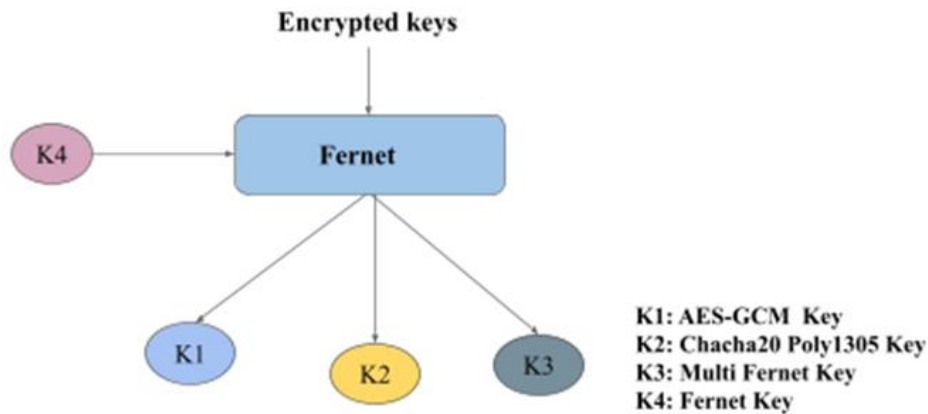 Encrypted keys
K4
Fernet
K1
K2
K3
K1: AES-GCM Key
K2: Chacha20 Poly1305 Key
K3: Multi Fernet Key
K4: Fernet Key